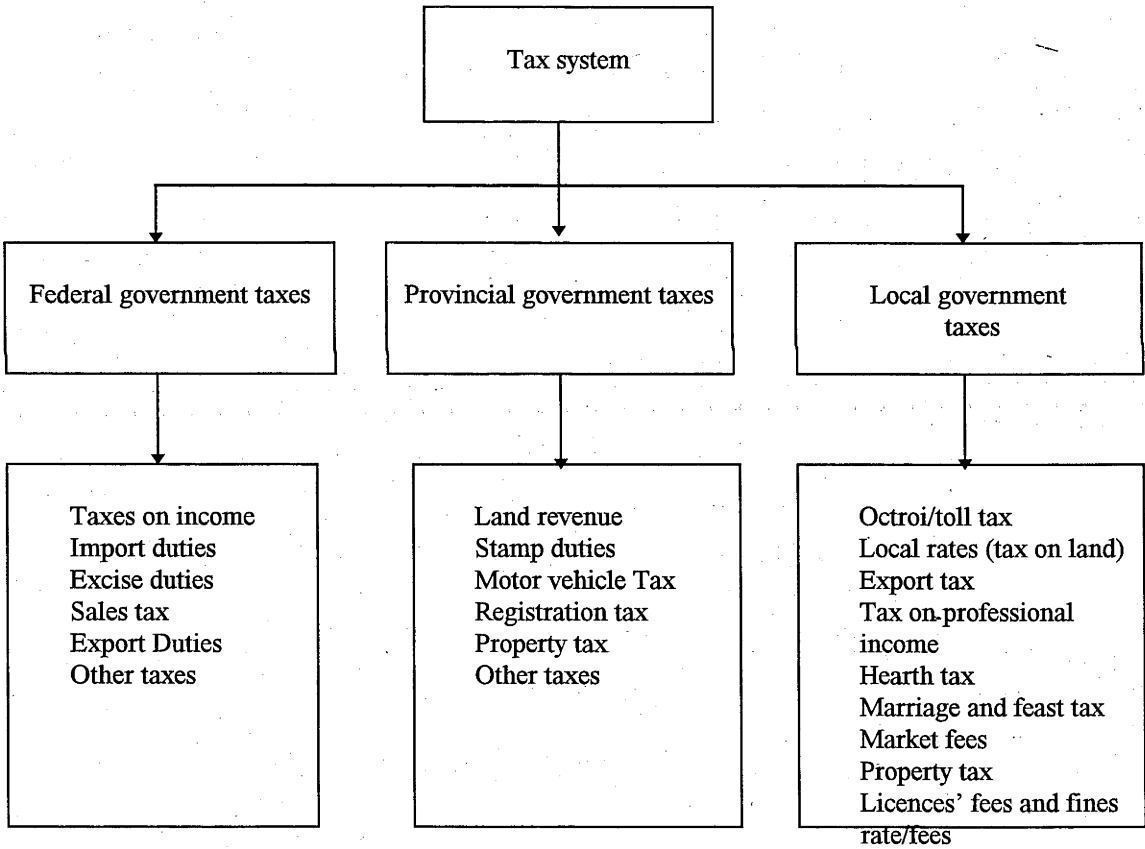 Tax system
Federal government taxes
Provincial government taxes
Local government
taxes
Taxes on income
Import duties
Excise duties
Sales tax
Export Duties
Other taxes
Land revenue
Stamp duties
Motor vehicle Tax
Registration tax
Property tax
Other taxes
Octroi/toll tax
Local rates (tax on land)
Export tax
Tax on professional
income
Hearth tax
Marriage and feast tax
Market fees
Property tax
Licences' fees and fines
rate/fees